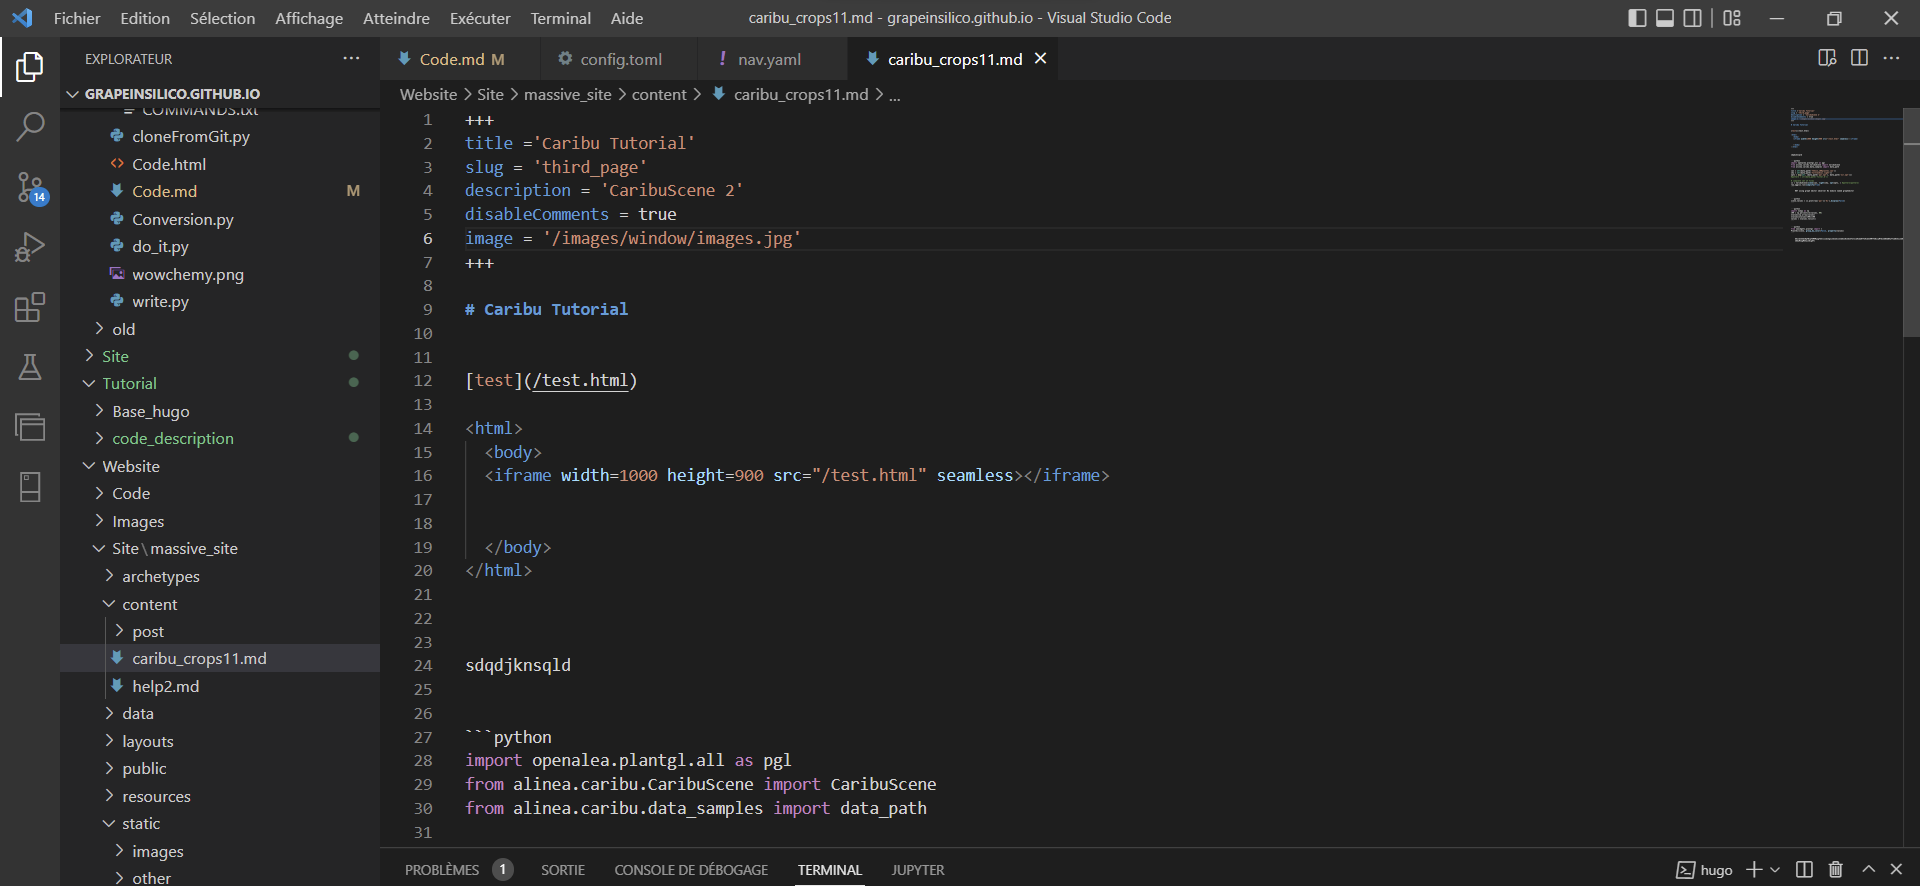 Fichier Edition Sélection Affichage Atteindre Exécuter Terminal Aide caribu_crops11.md - grapeinsilico.github.io - Visual Studio Code
EXPLORATEUR ...
Code.md M config.toml ! nav.yaml caribu_crops11.md
GRAPEINSILICO.GITHUB.IO
Website > Site > massive_site > content > caribu_crops11.md > ...
COMMANDS.txt
cloneFromGit.py
Code.html
Code.md M
Conversion.py
do_it.py
wowchemy.png
write.py
old
Site
Tutorial
Base_hugo
code_description
Website
Code
Images
Site\massive_site
archetypes
content
post
caribu_crops11.md
help2.md
data
layouts
public
resources
static
images
other
14
1 +++
2 title ='Caribu Tutorial'
3 slug = 'third_page'
4 description = 'CaribuScene 2'
5 disableComments = true
6 image = '/images/window/images.jpg'
7 +++
8
9 # Caribu Tutorial
10
11
12 [test](/test.html)
13
14 <html>
15 <body>
16 <iframe width=1000 height=900 src="/test.html" seamless></iframe>
17
18
19 </body>
20 </html>
21
22
23
24 sdqdjknsqld
25
26
27 ```python
28 import openalea.plantgl.all as pgl
29 from alinea.caribu.CaribuScene import CaribuScene
30 from alinea.caribu.data_samples import data_path
31
PROBLÈMES 1 SORTIE CONSOLE DE DÉBOGAGE TERMINAL JUPYTER hugo